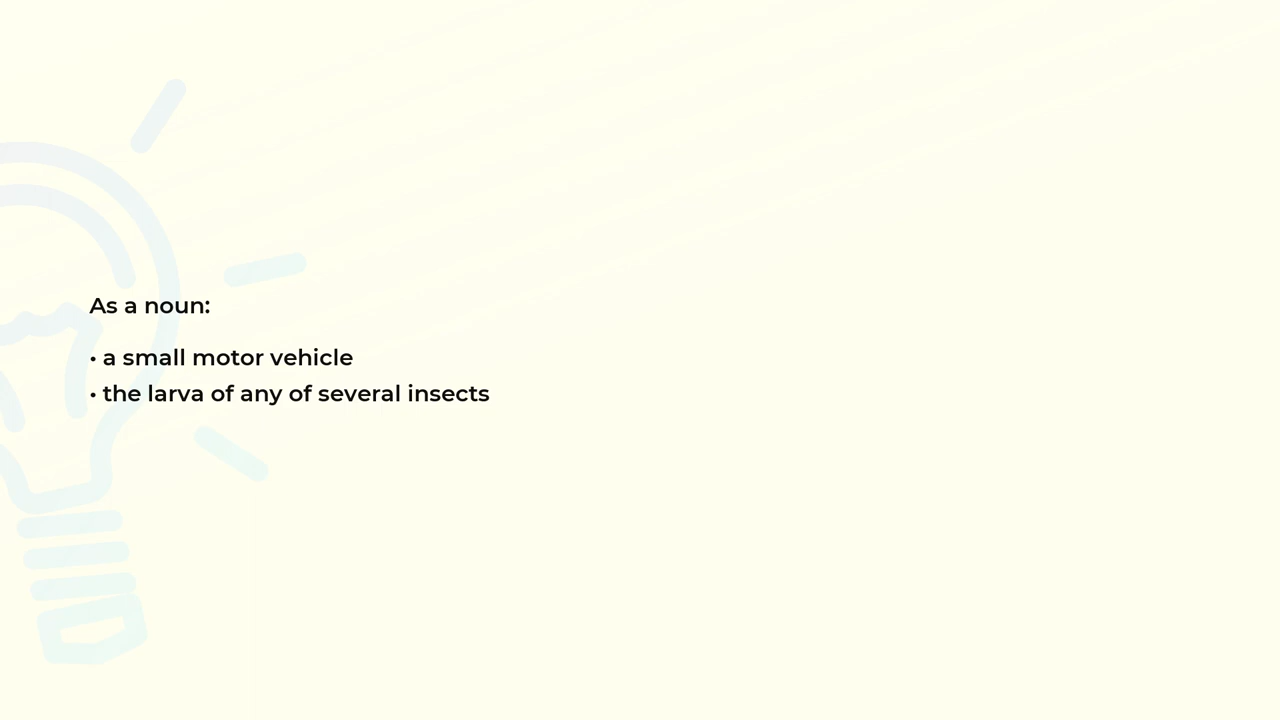 As a noun:
• a small motor vehicle
• the larva of any of several insects